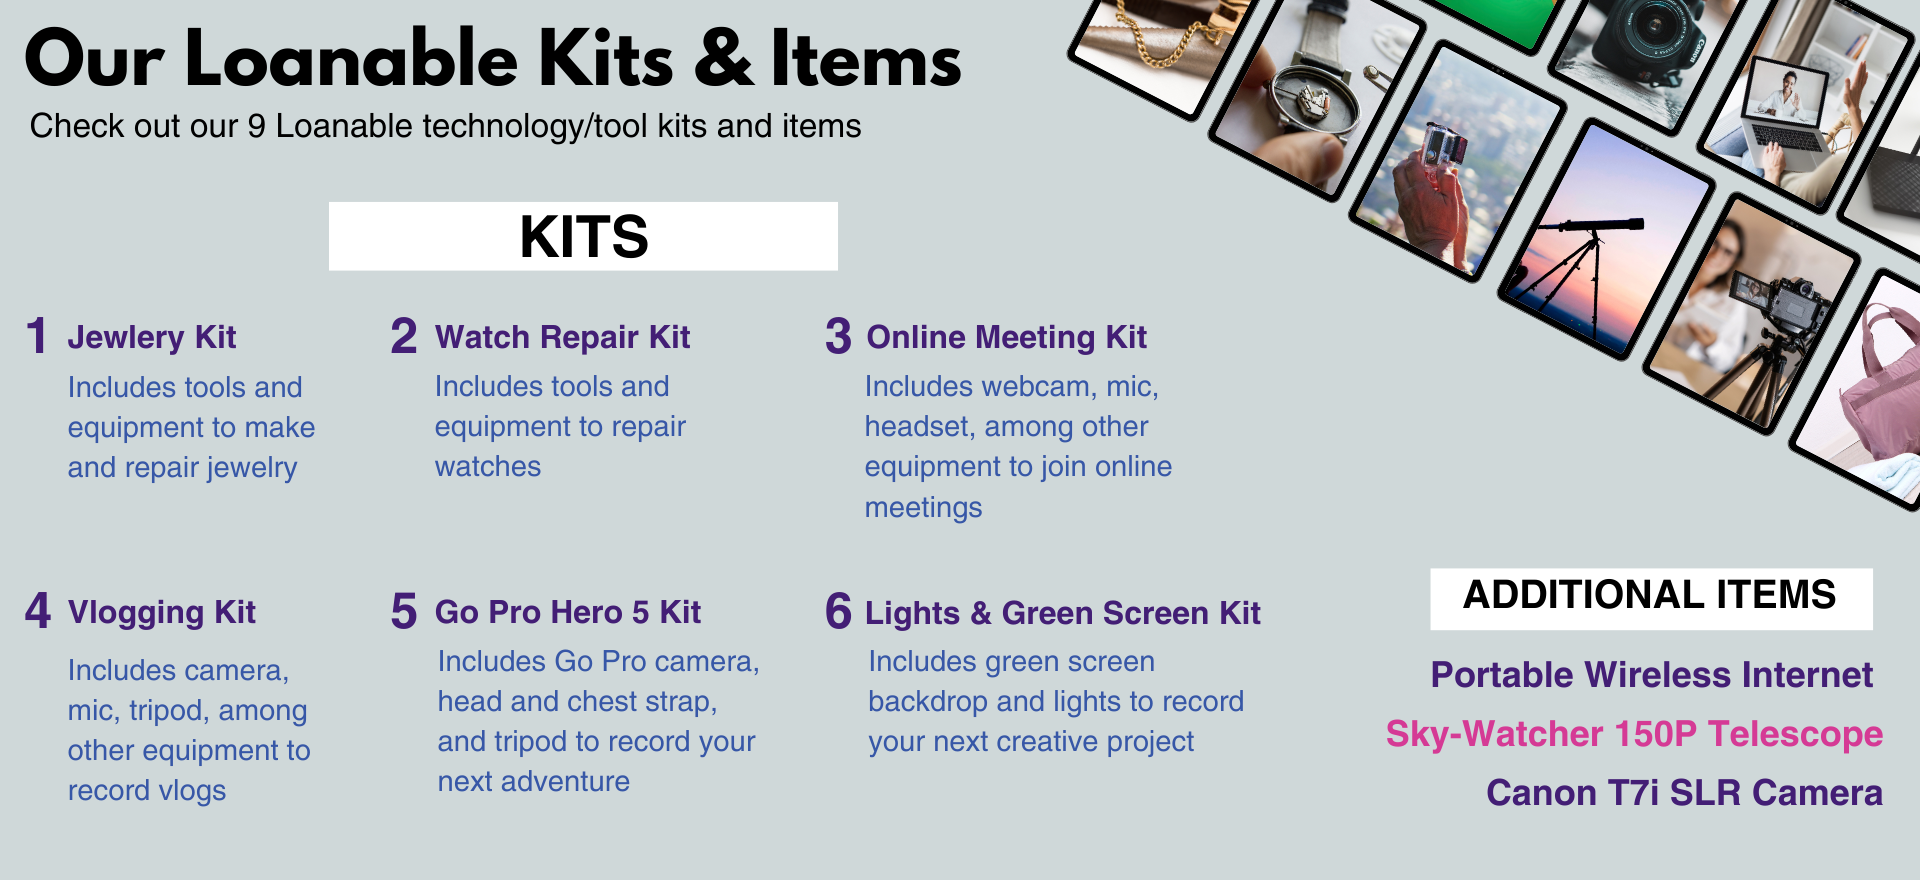 Our Loanable Kits & Items
Check out our 9 Loanable technology/tool kits and items
KITS
1 Jewlery Kit
Includes tools and
equipment to make
and repair jewelry
2 Watch Repair Kit
Includes tools and
equipment to repair
watches
3 Online Meeting Kit
Includes webcam, mic,
headset, among other
equipment to join online
meetings
4 Vlogging Kit
Includes camera,
mic, tripod, among
other equipment to
record vlogs
5 Go Pro Hero 5 Kit
Includes Go Pro camera,
head and chest strap,
and tripod to record your
next adventure
6 Lights & Green Screen Kit
Includes green screen
backdrop and lights to record
your next creative project
ADDITIONAL ITEMS
Portable Wireless Internet
Sky-Watcher 150P Telescope
Canon T7i SLR Camera
Canon